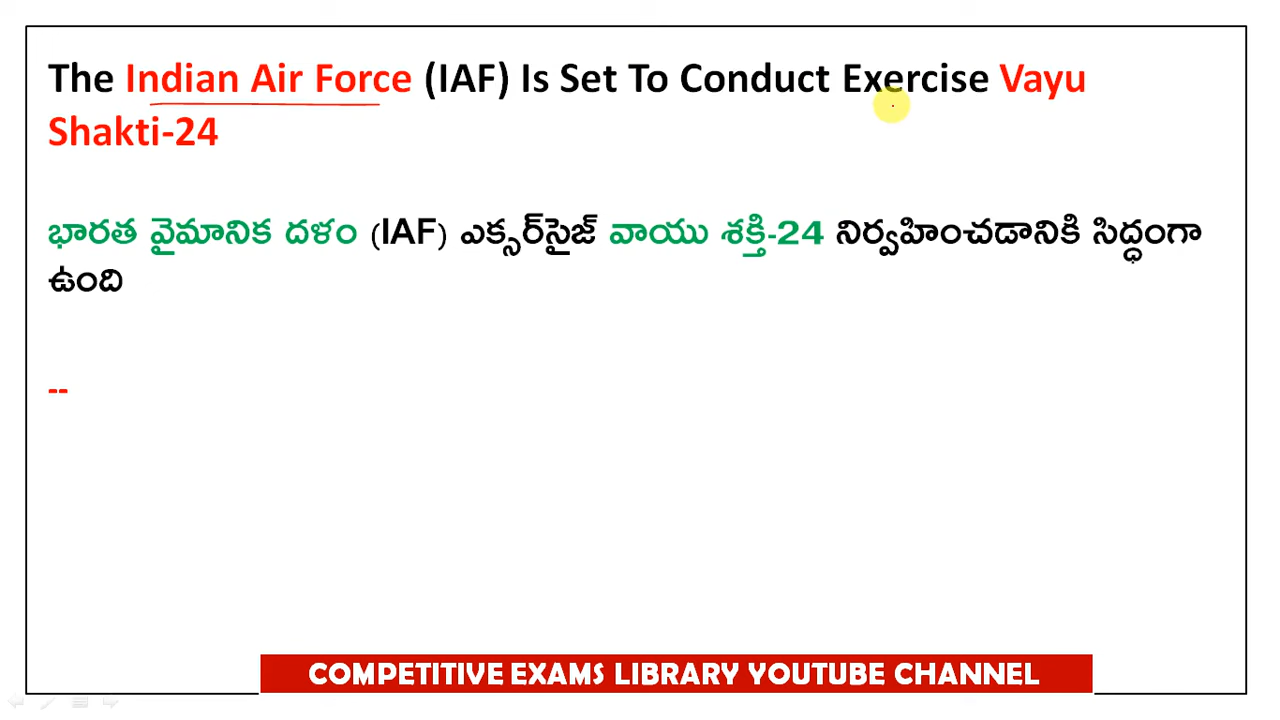 The Indian Air Force (IAF) Is Set To Conduct Exercise Vayu
Shakti-24
భారత వైమానిక దళం (IAF) ఎక్సర్‌సైజ్ వాయు శక్తి-24 నిర్వహించడానికి సిద్ధంగా
ఉంది
--
COMPETITIVE EXAMS LIBRARY YOUTUBE CHANNEL